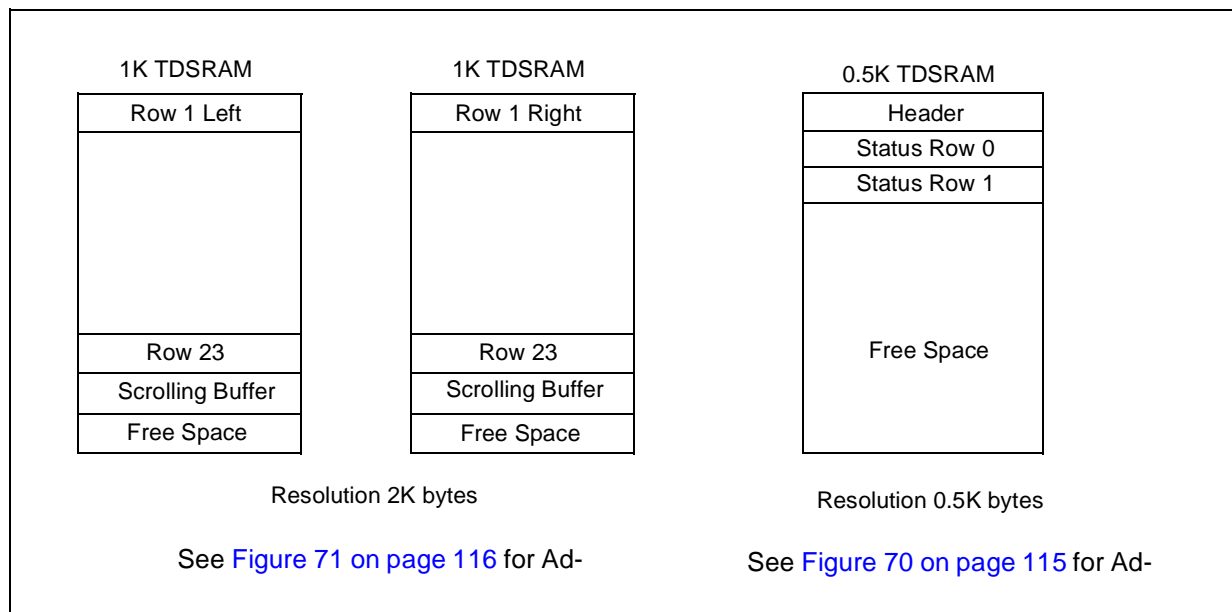 1K TDSRAM
Row 1 Left
Row 23
Scrolling Buffer
Free Space
1K TDSRAM
Row 1 Right
Row 23
Scrolling Buffer
Free Space
Resolution 2K bytes
See Figure 71 on page 116 for Ad-
0.5K TDSRAM
Header
Status Row 0
Status Row 1
Free Space
Resolution 0.5K bytes
See Figure 70 on page 115 for Ad-